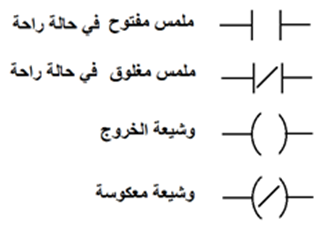 ملمس مفتوح في حالة راحة
ملمس مغلوق في حالة راحة
وشيعة الخروج
وشيعة معكوسة